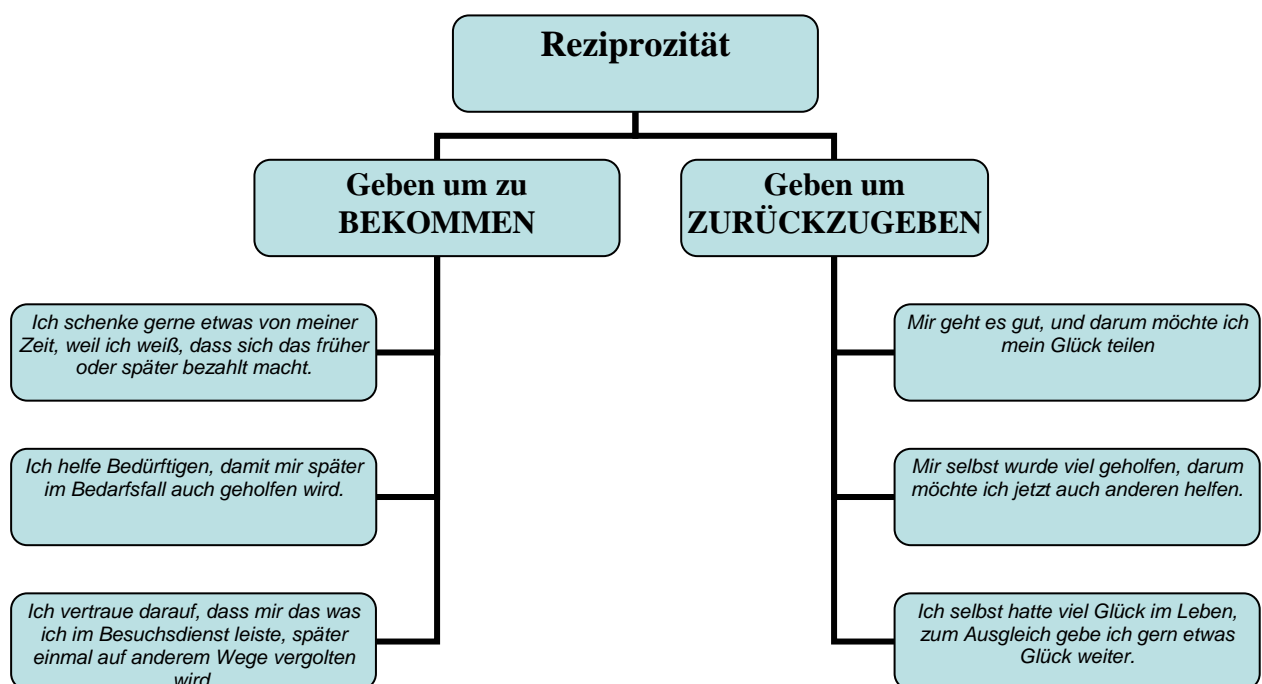 Reziprozität
Geben um zu
BEKOMMEN
Geben um
ZURÜCKZUGEBEN
Ich schenke gerne etwas von meiner
Zeit, weil ich weiß, dass sich das früher
oder später bezahlt macht.
Ich helfe Bedürftigen, damit mir später
im Bedarfsfall auch geholfen wird.
Ich vertraue darauf, dass mir das was
ich im Besuchsdienst leiste, später
einmal auf anderem Wege vergolten
wird
Mir geht es gut, und darum möchte ich
mein Glück teilen
Mir selbst wurde viel geholfen, darum
möchte ich jetzt auch anderen helfen.
Ich selbst hatte viel Glück im Leben,
zum Ausgleich gebe ich gern etwas
Glück weiter.